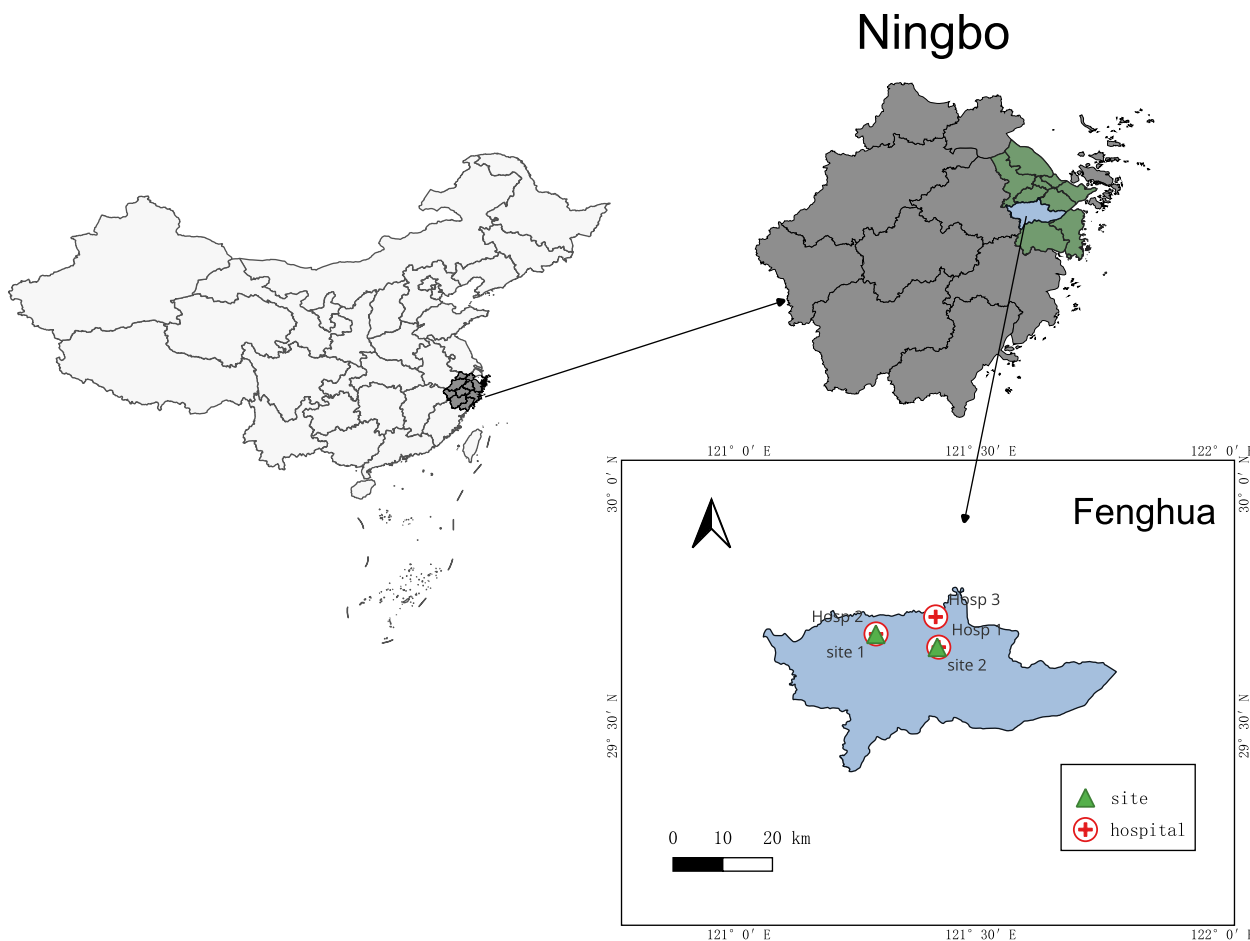 Ningbo
121° 0′ E
121° 30′ E
122° 0′ E
30° 0′ N
30° 0′ N
Fenghua
Hosp 3
Hosp 2
Hosp 1
site 1
site 2
29° 30′ N
29° 30′ N
site
hospital
0 10 20 km
121° 0′ E
121° 30′ E
122° 0′ E